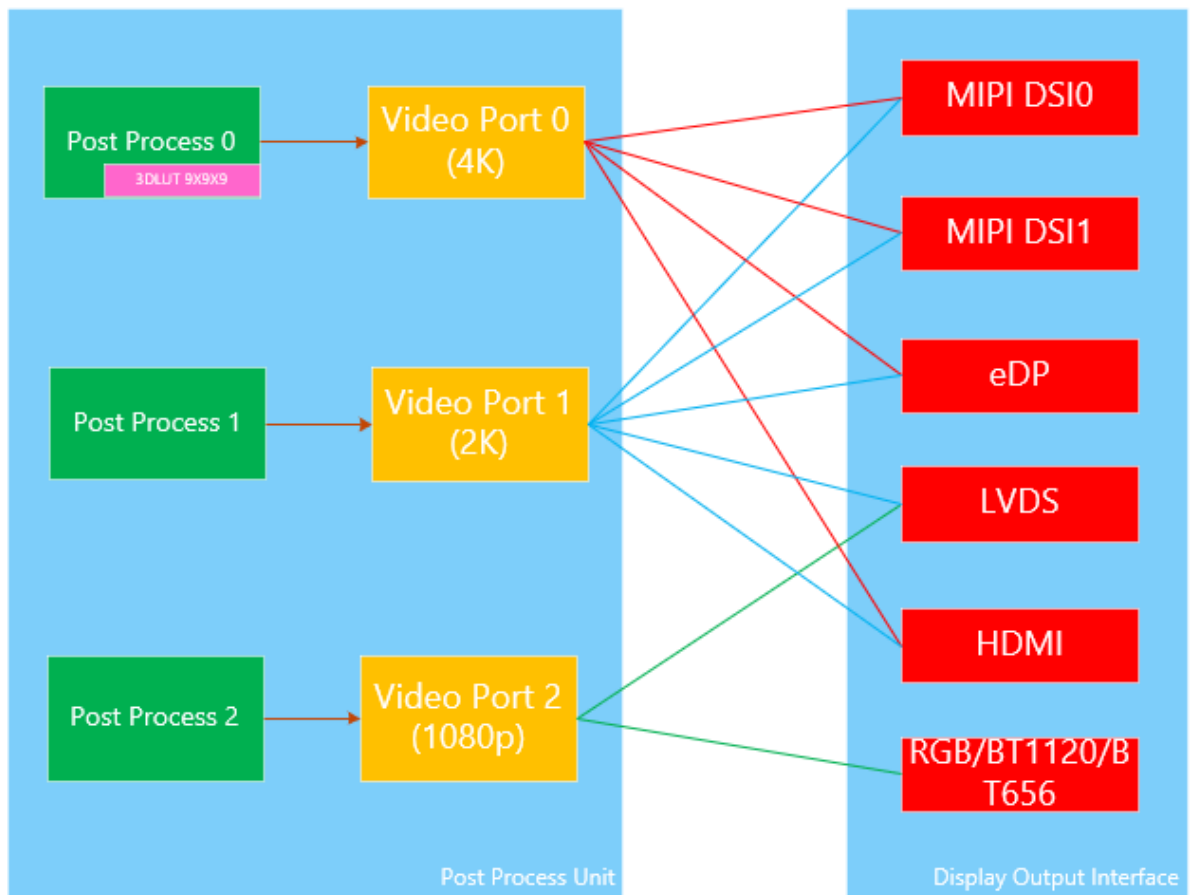 Post Process 0
3DLUT 9X9X9
Video Port 0
(4K)
MIPI DSI0
MIPI DSI1
eDP
Post Process 1
Video Port 1
(2K)
LVDS
HDMI
Post Process 2
Video Port 2
(1080p)
RGB/BT1120/B
T656
Post Process Unit
Display Output Interface